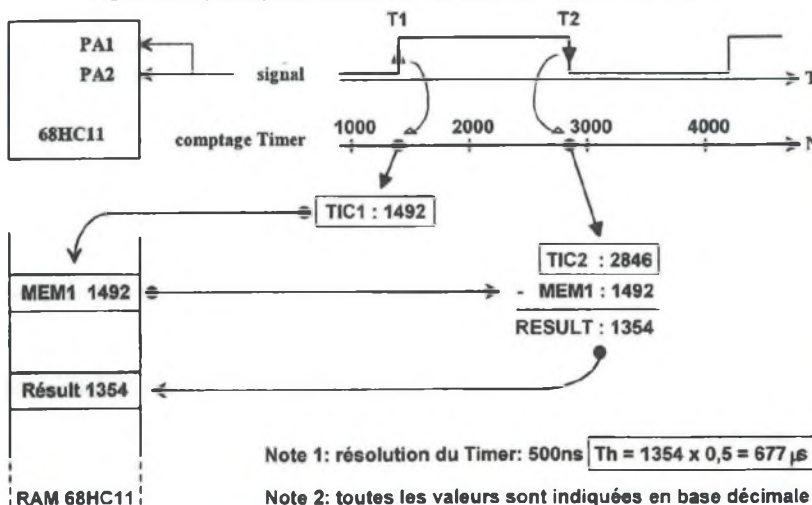 T1
T2
PA1
PA2
signal
T
68HC11
comptage Timer
1000
2000
3000
4000
N
TIC1 : 1492
TIC2 : 2846
MEM1 1492
- MEM1 : 1492
RESULT : 1354
Résult 1354
Note 1: résolution du Timer: 500ns
Th = 1354 x 0,5 = 677 µs
RAM 68HC11
Note 2: toutes les valeurs sont indiquées en base décimale